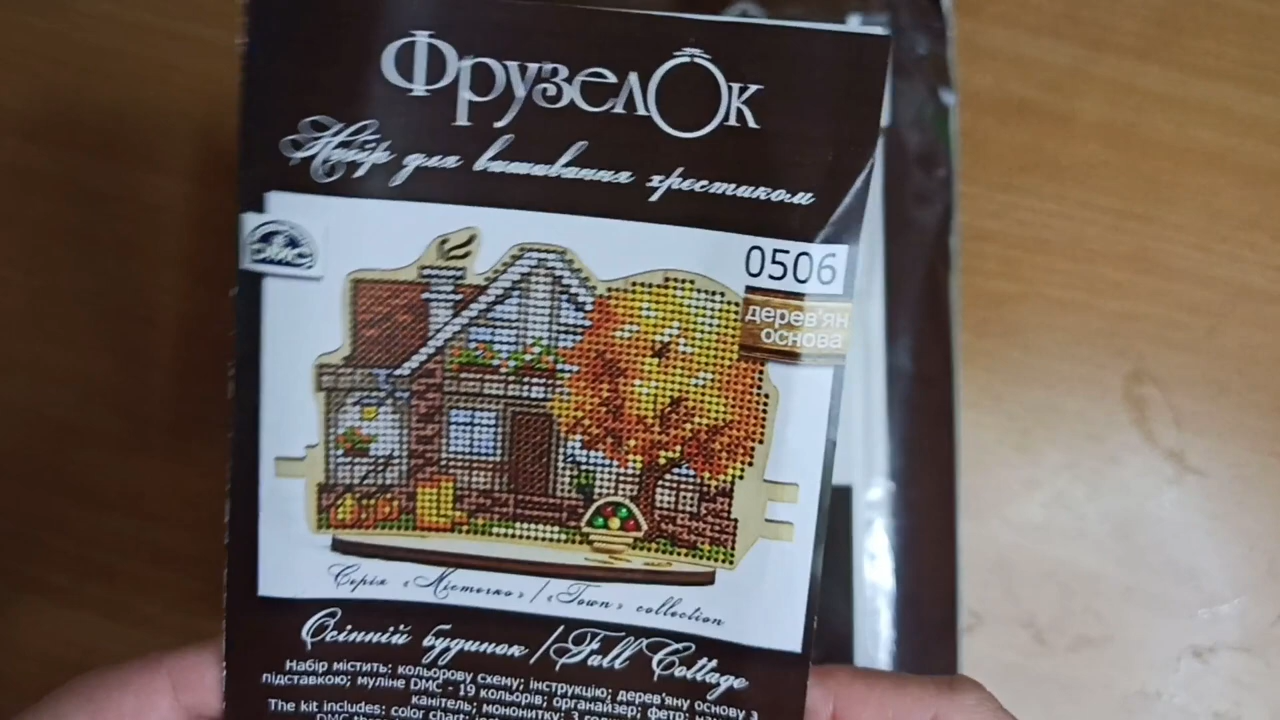 ФрузелОк
Набір для вишивання хрестиком
DMC
0506
дерев'ян
основа
Серія «Містечко» / «Town» collection
Осінній будинок / Fall Cottage
Набір містить: кольорову схему; інструкцію; дерев'яну основу з
підставкою; муліне DMC - 19 кольорів; органайзер; фетр;
канітель; мононитку; 3
The kit includes: color chart;
DMC